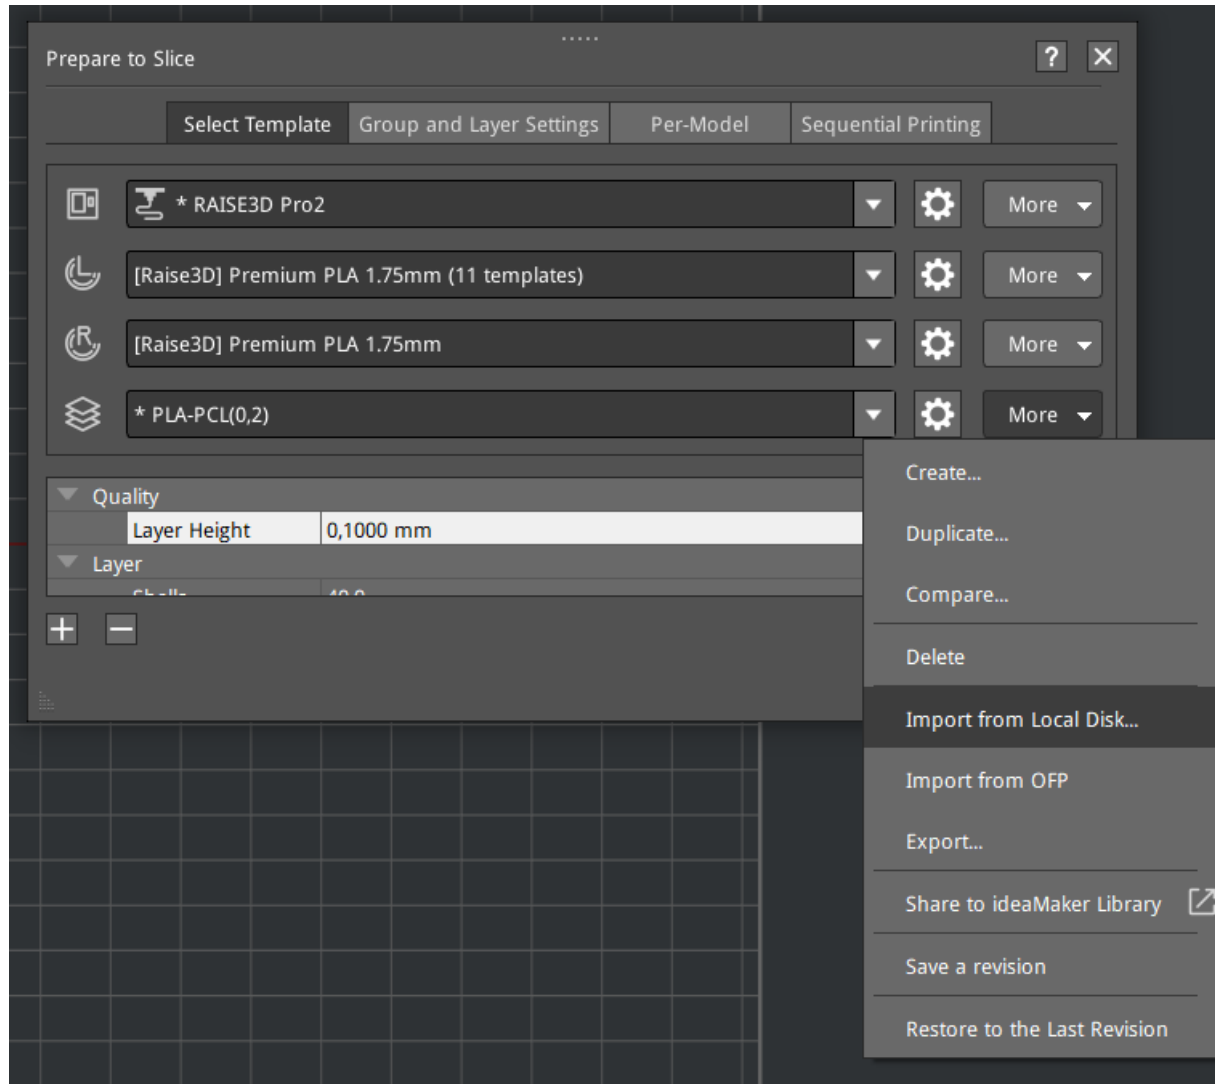 Prepare to Slice
?
Select Template Group and Layer Settings Per-Model Sequential Printing
* RAISE3D Pro2 More
L [Raise3D] Premium PLA 1.75mm (11 templates) More
R [Raise3D] Premium PLA 1.75mm More
* PLA-PCL(0,2) More
Quality
Layer Height 0,1000 mm
Layer
Shells 40.0
Create...
Duplicate...
Compare...
Delete
Import from Local Disk...
Import from OFP
Export...
Share to ideaMaker Library
Save a revision
Restore to the Last Revision